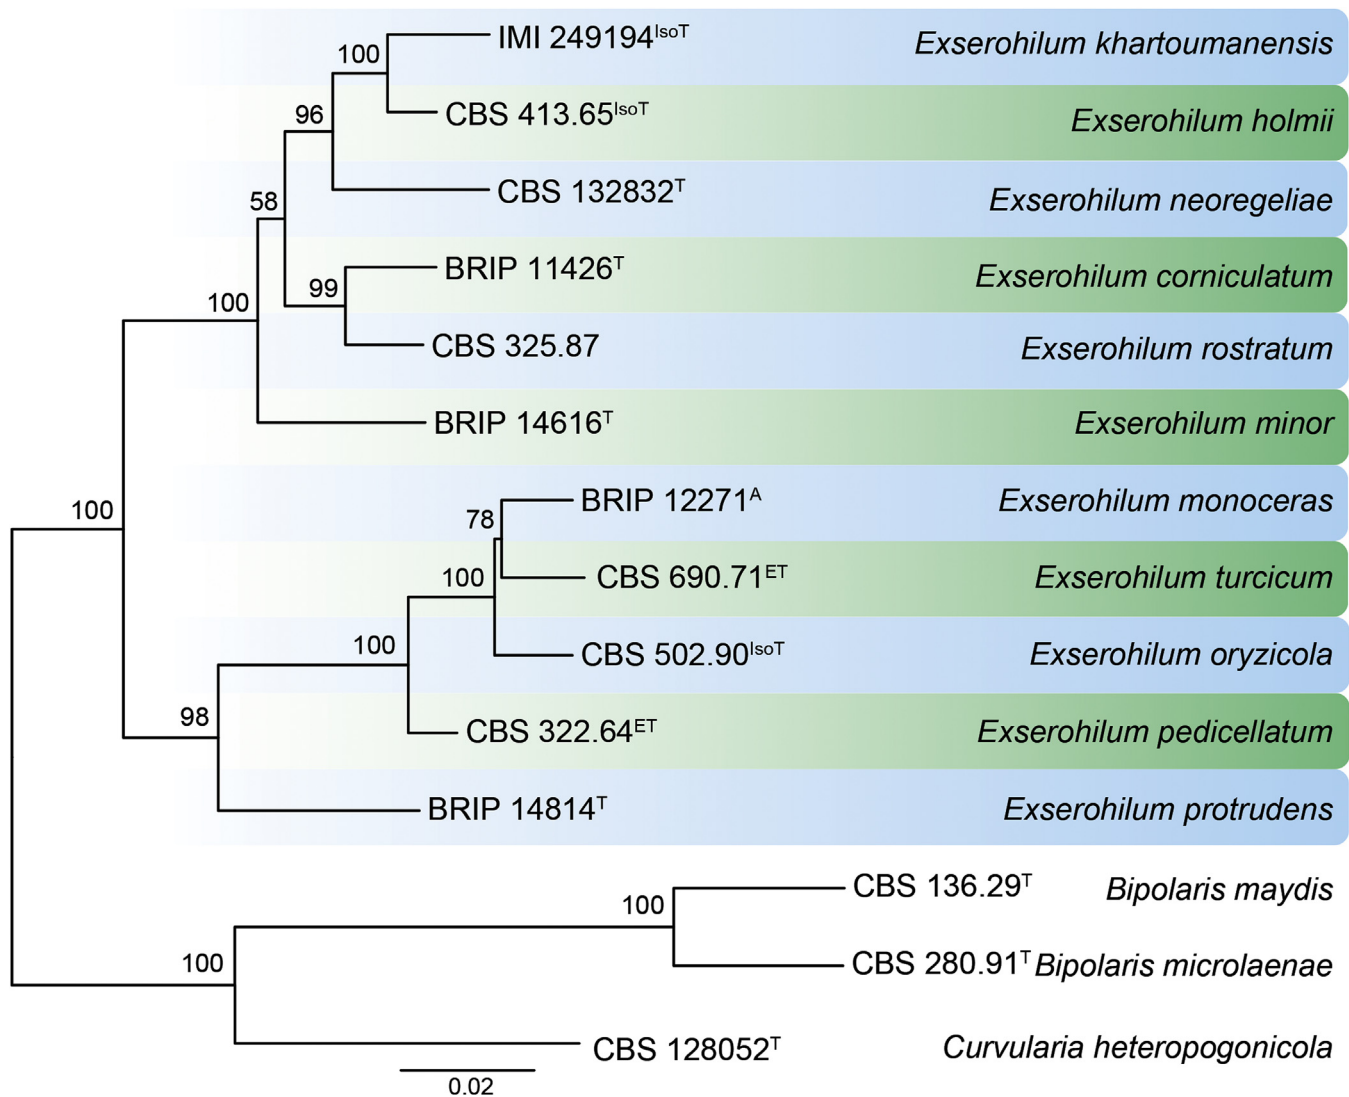 IMI 249194IsoT Exserohilum khartoumanensis
100
CBS 413.65IsoT Exserohilum holmii
96
CBS 132832T Exserohilum neoregeliae
58
BRIP 11426T Exserohilum corniculatum
99
100
CBS 325.87 Exserohilum rostratum
BRIP 14616T Exserohilum minor
BRIP 12271A Exserohilum monoceras
100
78
CBS 690.71ET Exserohilum turcicum
100
CBS 502.90IsoT Exserohilum oryzicola
100
CBS 322.64ET Exserohilum pedicellatum
98
BRIP 14814T Exserohilum protrudens
CBS 136.29T Bipolaris maydis
100
CBS 280.91T Bipolaris microlaenae
100
CBS 128052T Curvularia heteropogonicola
0.02